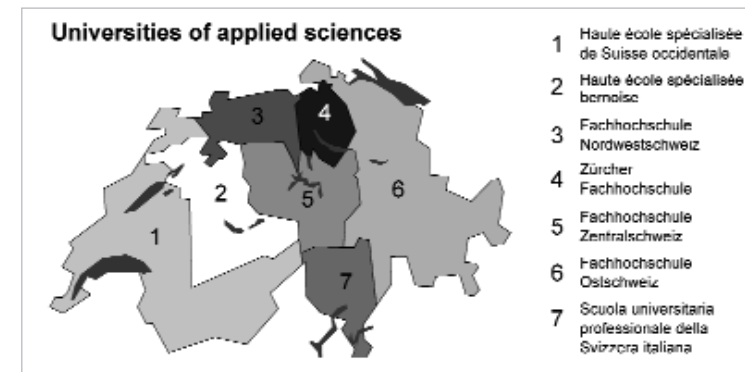 Universities of applied sciences
3
4
2
5
6
1
7
1 Haute école spécialisée
de Suisse occidentale
2 Haute école spécialisée
bernoise
3 Fachhochschule
Nordwestschweiz
4 Zürcher
Fachhochschule
5 Fachhochschule
Zentralschweiz
6 Fachhochschule
Ostschweiz
7 Scuola universitaria
professionale della
Svizzera italiana